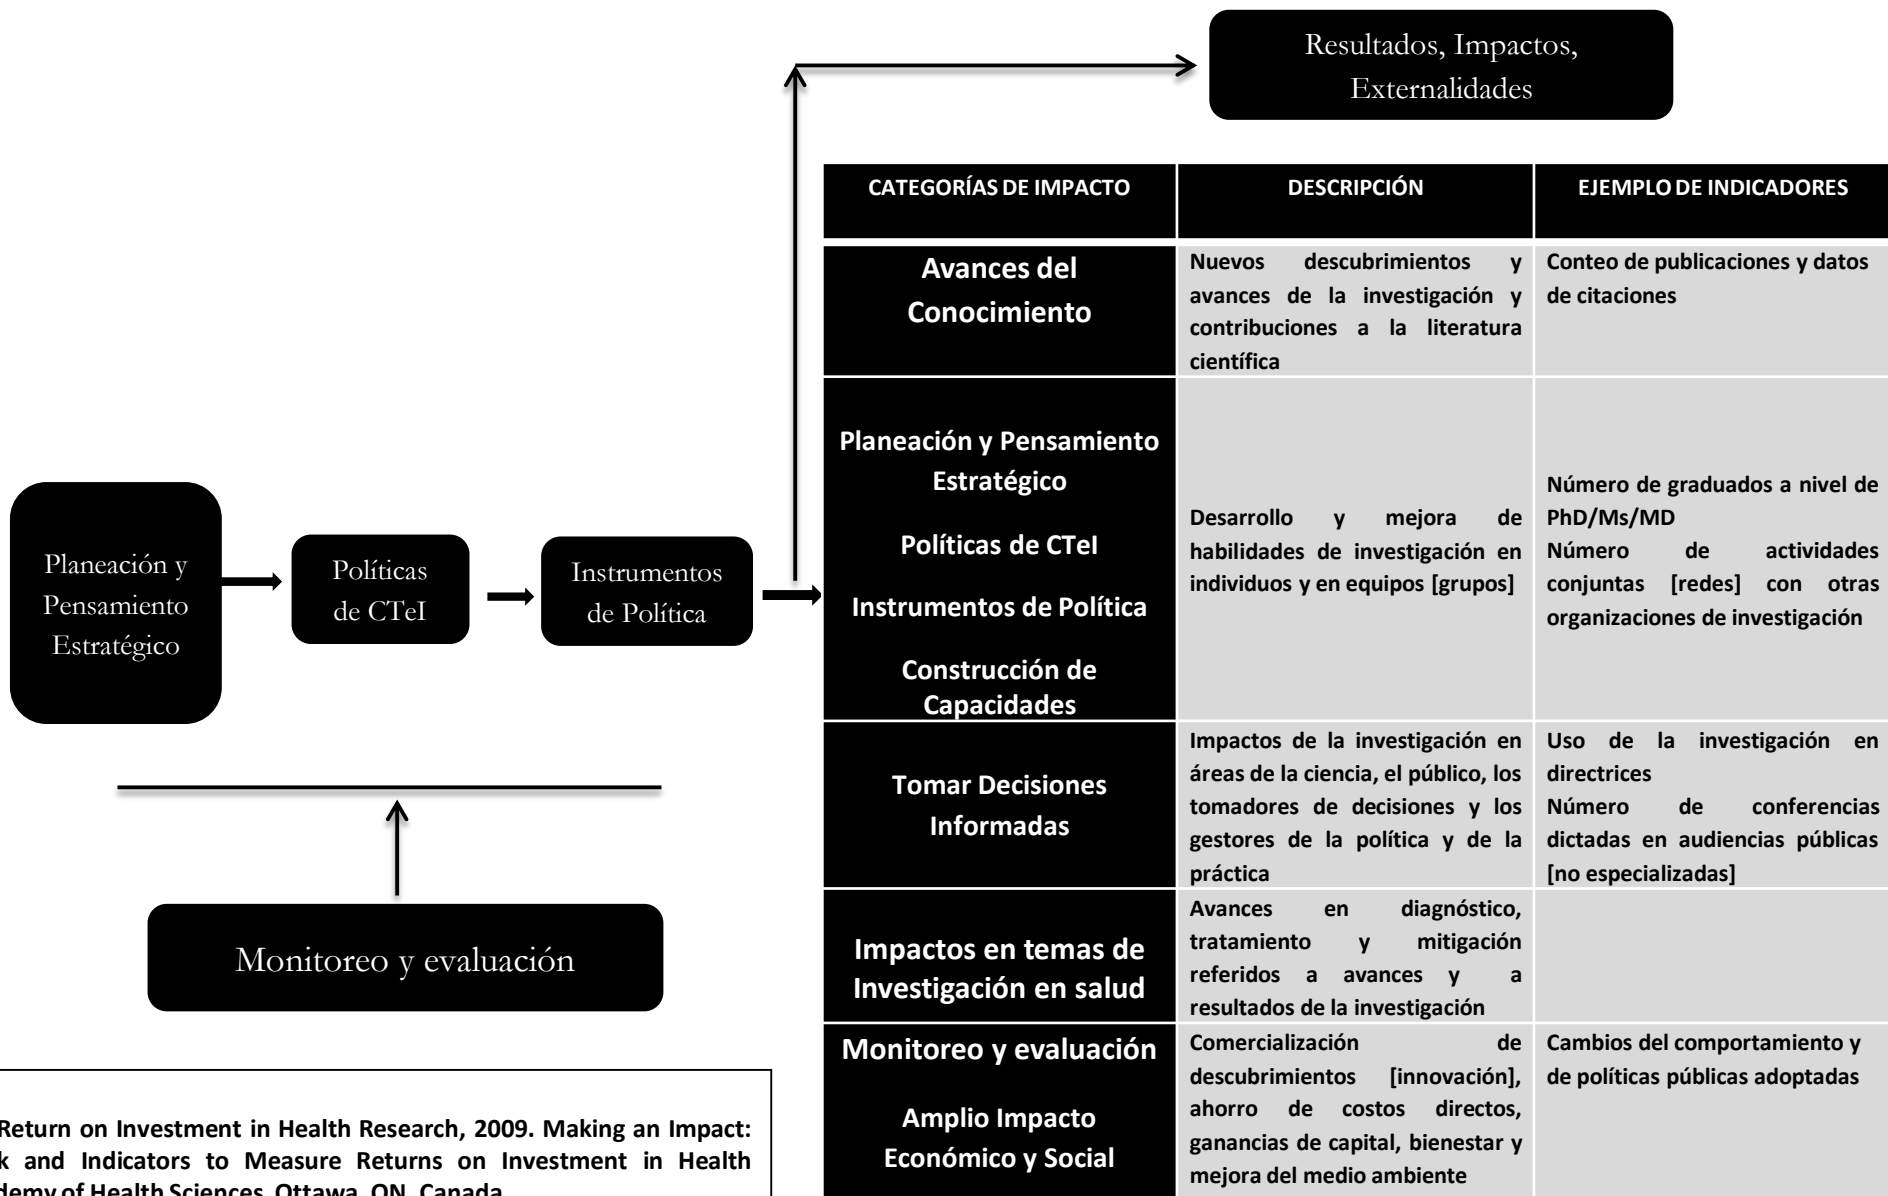 Resultados, Impactos,
Externalidades
CATEGORÍAS DE IMPACTO
DESCRIPCIÓN
EJEMPLO DE INDICADORES
Avances del
Conocimiento
Nuevos descubrimientos y
avances de la investigación y
contribuciones a la literatura
científica
Conteo de publicaciones y datos
de citaciones
Planeación y Pensamiento
Estratégico
Políticas de CTeI
Instrumentos de Política
Construcción de
Capacidades
Desarrollo y mejora de
habilidades de investigación en
individuos y en equipos [grupos]
Número de graduados a nivel de
PhD/Ms/MD
Número de actividades
conjuntas [redes] con otras
organizaciones de investigación
Tomar Decisiones
Informadas
Impactos de la investigación en
áreas de la ciencia, el público, los
tomadores de decisiones y los
gestores de la política y de la
práctica
Uso de la investigación en
directrices
Número de conferencias
dictadas en audiencias públicas
[no especializadas]
Impactos en temas de
Investigación en salud
Avances en diagnóstico,
tratamiento y mitigación
referidos a avances y a
resultados de la investigación
Monitoreo y evaluación
Amplio Impacto
Económico y Social
Comercialización de
descubrimientos [innovación],
ahorro de costos directos,
ganancias de capital, bienestar y
mejora del medio ambiente
Cambios del comportamiento y
de políticas públicas adoptadas
Planeación y
Pensamiento
Estratégico
Políticas
de CTeI
Instrumentos
de Política
Monitoreo y evaluación
Return on Investment in Health Research, 2009. Making an Impact:
and Indicators to Measure Returns on Investment in Health
of Health Sciences, Ottawa, ON, Canada